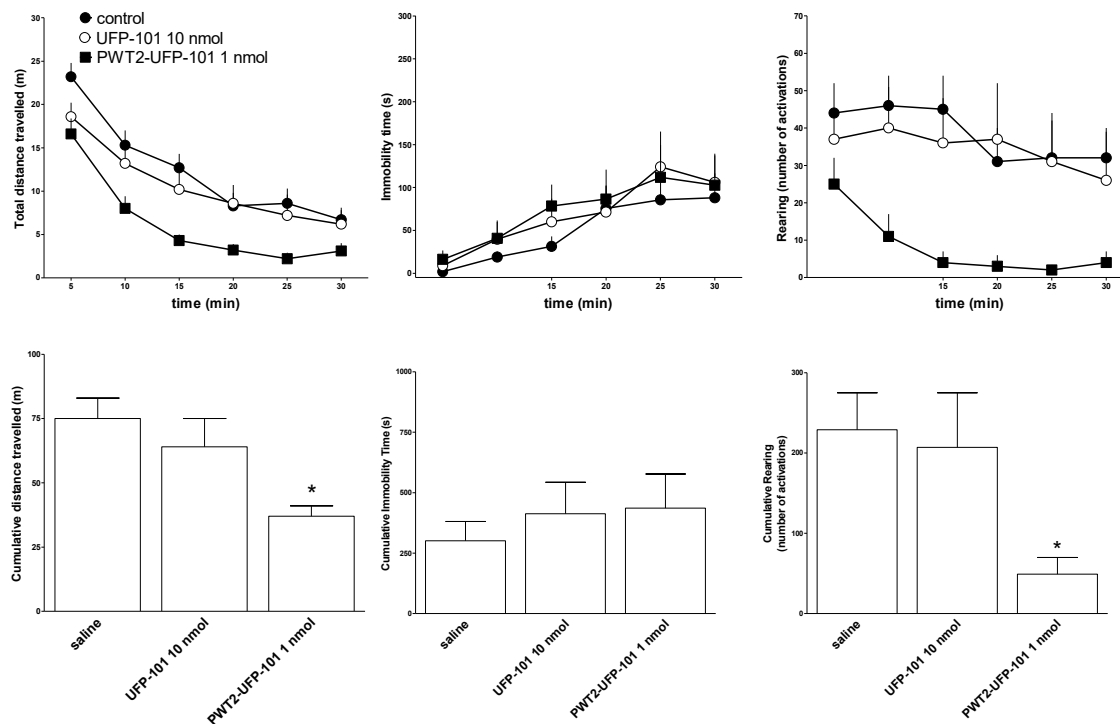 control
UFP-101 10 nmol
PWT2-UFP-101 1 nmol
Total distance travelled (m)
30
25
20
15
10
5
0
5
10
15
20
25
30
time (min)
Immobility time (s)
300
250
200
150
100
50
0
15
20
25
30
time (min)
Rearing (number of activations)
70
60
50
40
30
20
10
0
15
20
25
30
time (min)
Cumulative distance travelled (m)
100
75
50
25
0
*
saline
UFP-101 10 nmol
PWT2-UFP-101 1 nmol
Cumulative Immobility Time (s)
1000
750
500
250
0
saline
UFP-101 10 nmol
PWT2-UFP-101 1 nmol
Cumulative Rearing
(number of activations)
300
200
100
0
*
saline
UFP-101 10 nmol
PWT2-UFP-101 1 nmol